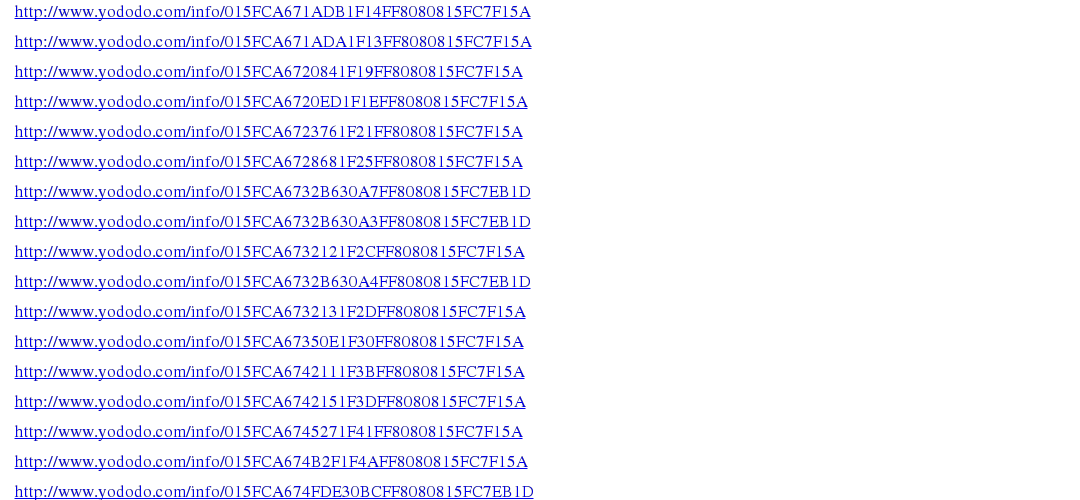 http://www.yododo.com/info/015FCA671ADB1F14FF8080815FC7F15A
http://www.yododo.com/info/015FCA671ADA1F13FF8080815FC7F15A
http://www.yododo.com/info/015FCA6720841F19FF8080815FC7F15A
http://www.yododo.com/info/015FCA6720ED1F1EFF8080815FC7F15A
http://www.yododo.com/info/015FCA6723761F21FF8080815FC7F15A
http://www.yododo.com/info/015FCA6728681F25FF8080815FC7F15A
http://www.yododo.com/info/015FCA6732B630A7FF8080815FC7EB1D
http://www.yododo.com/info/015FCA6732B630A3FF8080815FC7EB1D
http://www.yododo.com/info/015FCA6732121F2CFF8080815FC7F15A
http://www.yododo.com/info/015FCA6732B630A4FF8080815FC7EB1D
http://www.yododo.com/info/015FCA6732131F2DFF8080815FC7F15A
http://www.yododo.com/info/015FCA67350E1F30FF8080815FC7F15A
http://www.yododo.com/info/015FCA6742111F3BFF8080815FC7F15A
http://www.yododo.com/info/015FCA6742151F3DFF8080815FC7F15A
http://www.yododo.com/info/015FCA6745271F41FF8080815FC7F15A
http://www.yododo.com/info/015FCA674B2F1F4AFF8080815FC7F15A
http://www.yododo.com/info/015FCA674FDE30BCFF8080815FC7EB1D